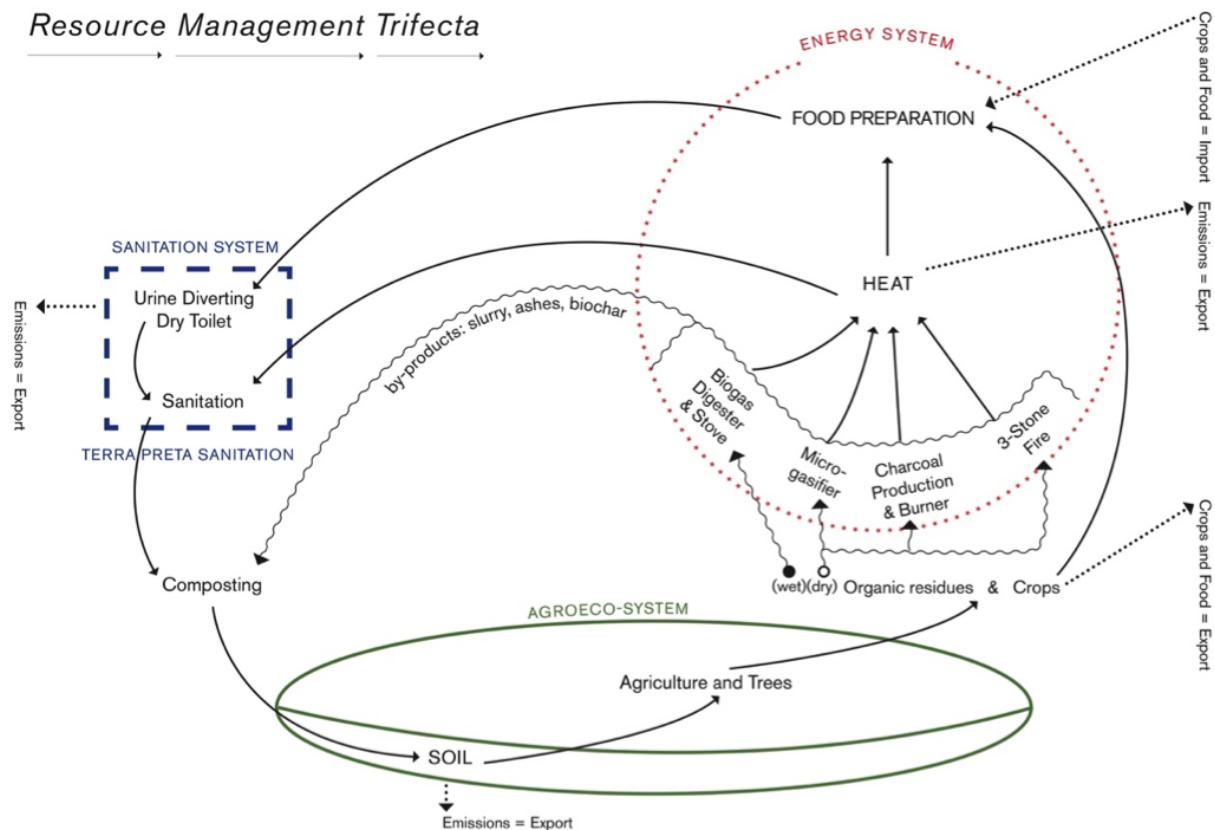 Resource Management Trifecta
ENERGY SYSTEM
Crops and Food = Import
FOOD PREPARATION
Emissions = Export
HEAT
SANITATION SYSTEM
Urine Diverting
Dry Toilet
Sanitation
TERRA PRETA SANITATION
Emissions = Export
by-products: slurry, ashes, biochar
Biogas
Digester
& Stove
Micro-
gasifier
Charcoal
Production
& Burner
3-Stone
Fire
Composting
(wet)(dry) Organic residues & Crops
Crops and Food = Export
AGROECO-SYSTEM
Agriculture and Trees
SOIL
Emissions = Export